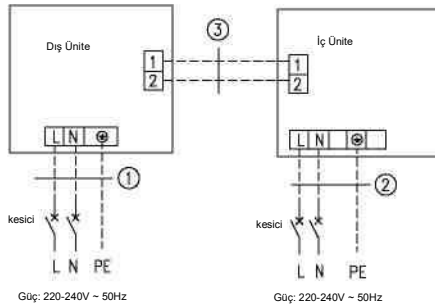 Dış Ünite
1
2
L N
1
L N PE
kesici
Güç: 220-240V ~ 50Hz
3
İç Ünite
1
2
L N
2
kesici
L N PE
Güç: 220-240V ~ 50Hz